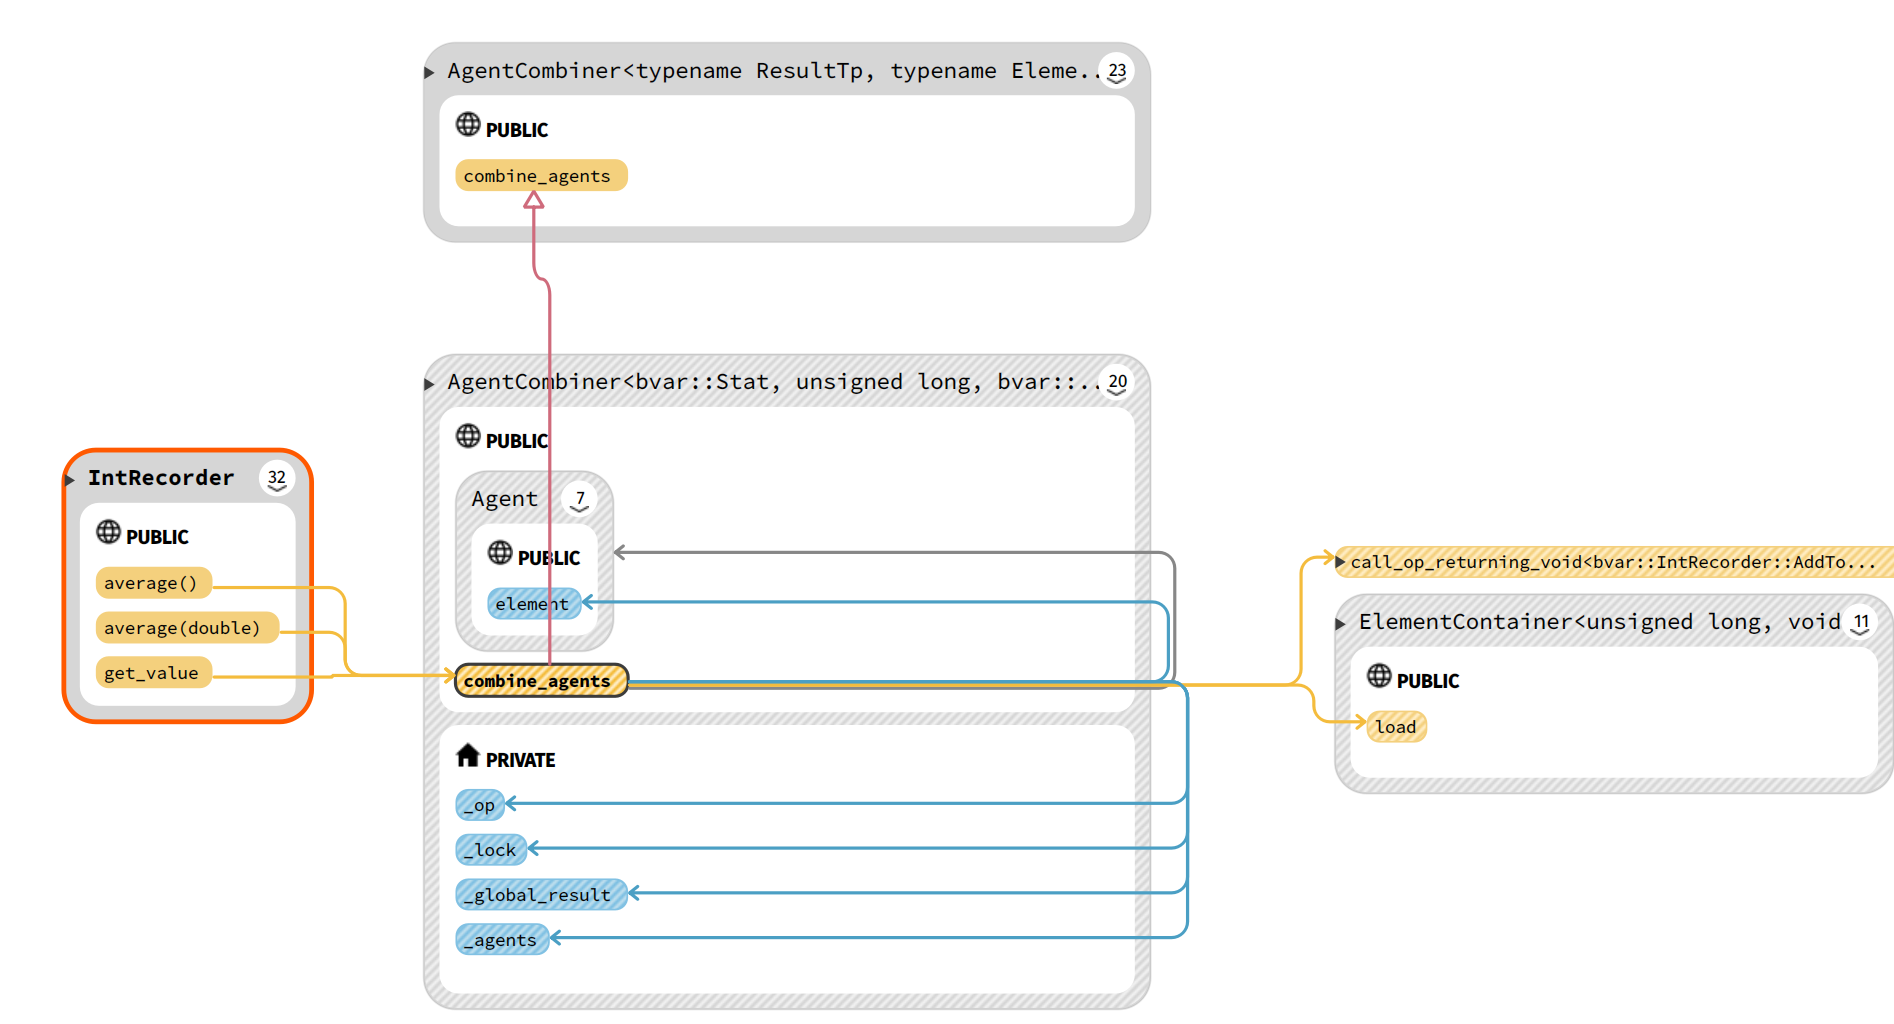 AgentCombiner<typename ResultTp, typename Eleme.. 23
PUBLIC
combine_agents
AgentCombiner<bvar::Stat, unsigned long, bvar::.. 20
PUBLIC
Agent 7
PUBLIC
element
combine_agents
PRIVATE
_op
_lock
_global_result
_agents
IntRecorder 32
PUBLIC
average()
average(double)
get_value
call_op_returning_void<bvar::IntRecorder::AddTo...
ElementContainer<unsigned long, void 11
PUBLIC
load